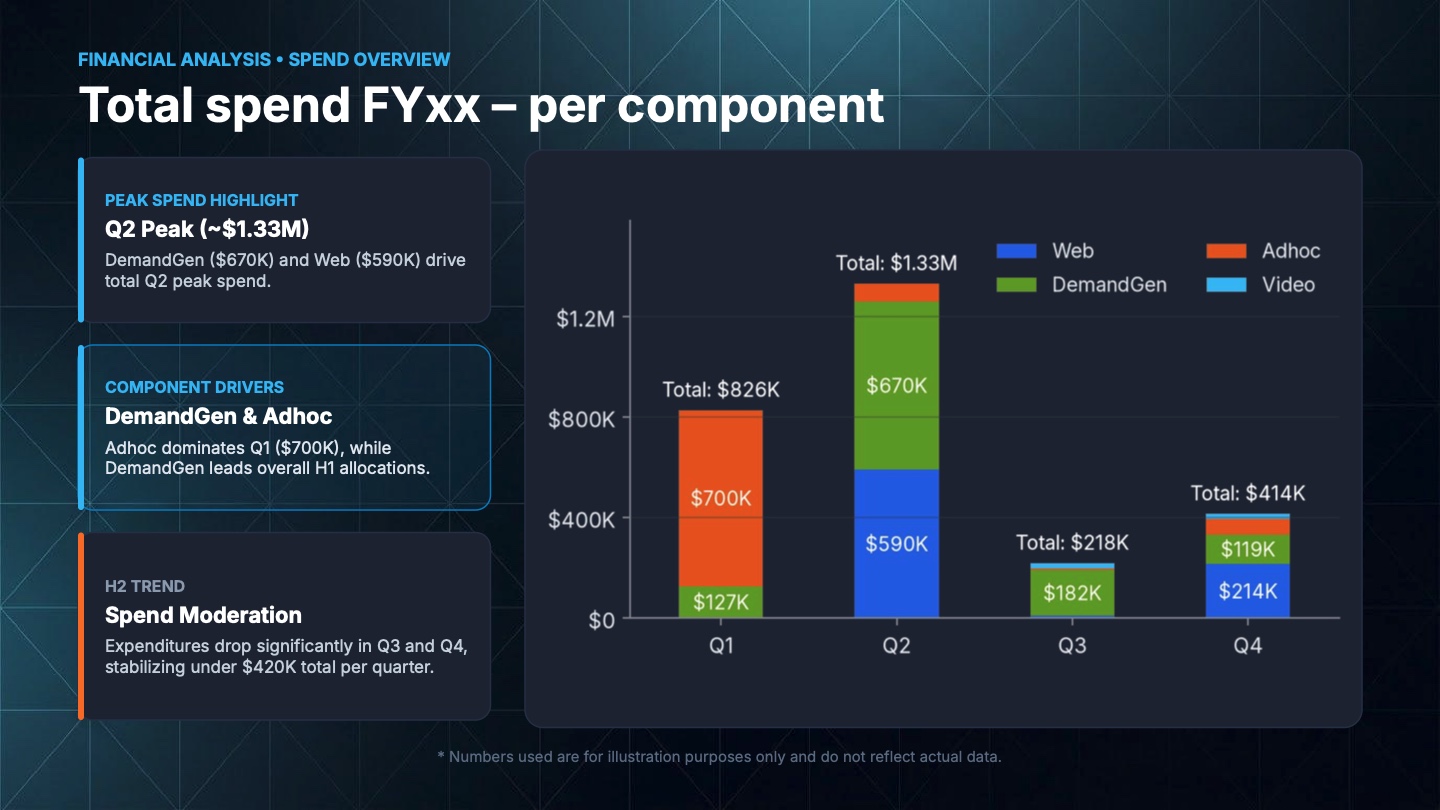 FINANCIAL ANALYSIS • SPEND OVERVIEW
Total spend FYxx – per component
PEAK SPEND HIGHLIGHT
Q2 Peak (~$1.33M)
DemandGen ($670K) and Web ($590K) drive
total Q2 peak spend.
COMPONENT DRIVERS
DemandGen & Adhoc
Adhoc dominates Q1 ($700K), while
DemandGen leads overall H1 allocations.
H2 TREND
Spend Moderation
Expenditures drop significantly in Q3 and Q4,
stabilizing under $420K total per quarter.
Web
Adhoc
DemandGen
Video
$1.2M
$800K
$400K
$0
Total: $826K
$700K
$127K
Total: $1.33M
$670K
$590K
Total: $218K
$182K
Total: $414K
$119K
$214K
Q1
Q2
Q3
Q4
* Numbers used are for illustration purposes only and do not reflect actual data.